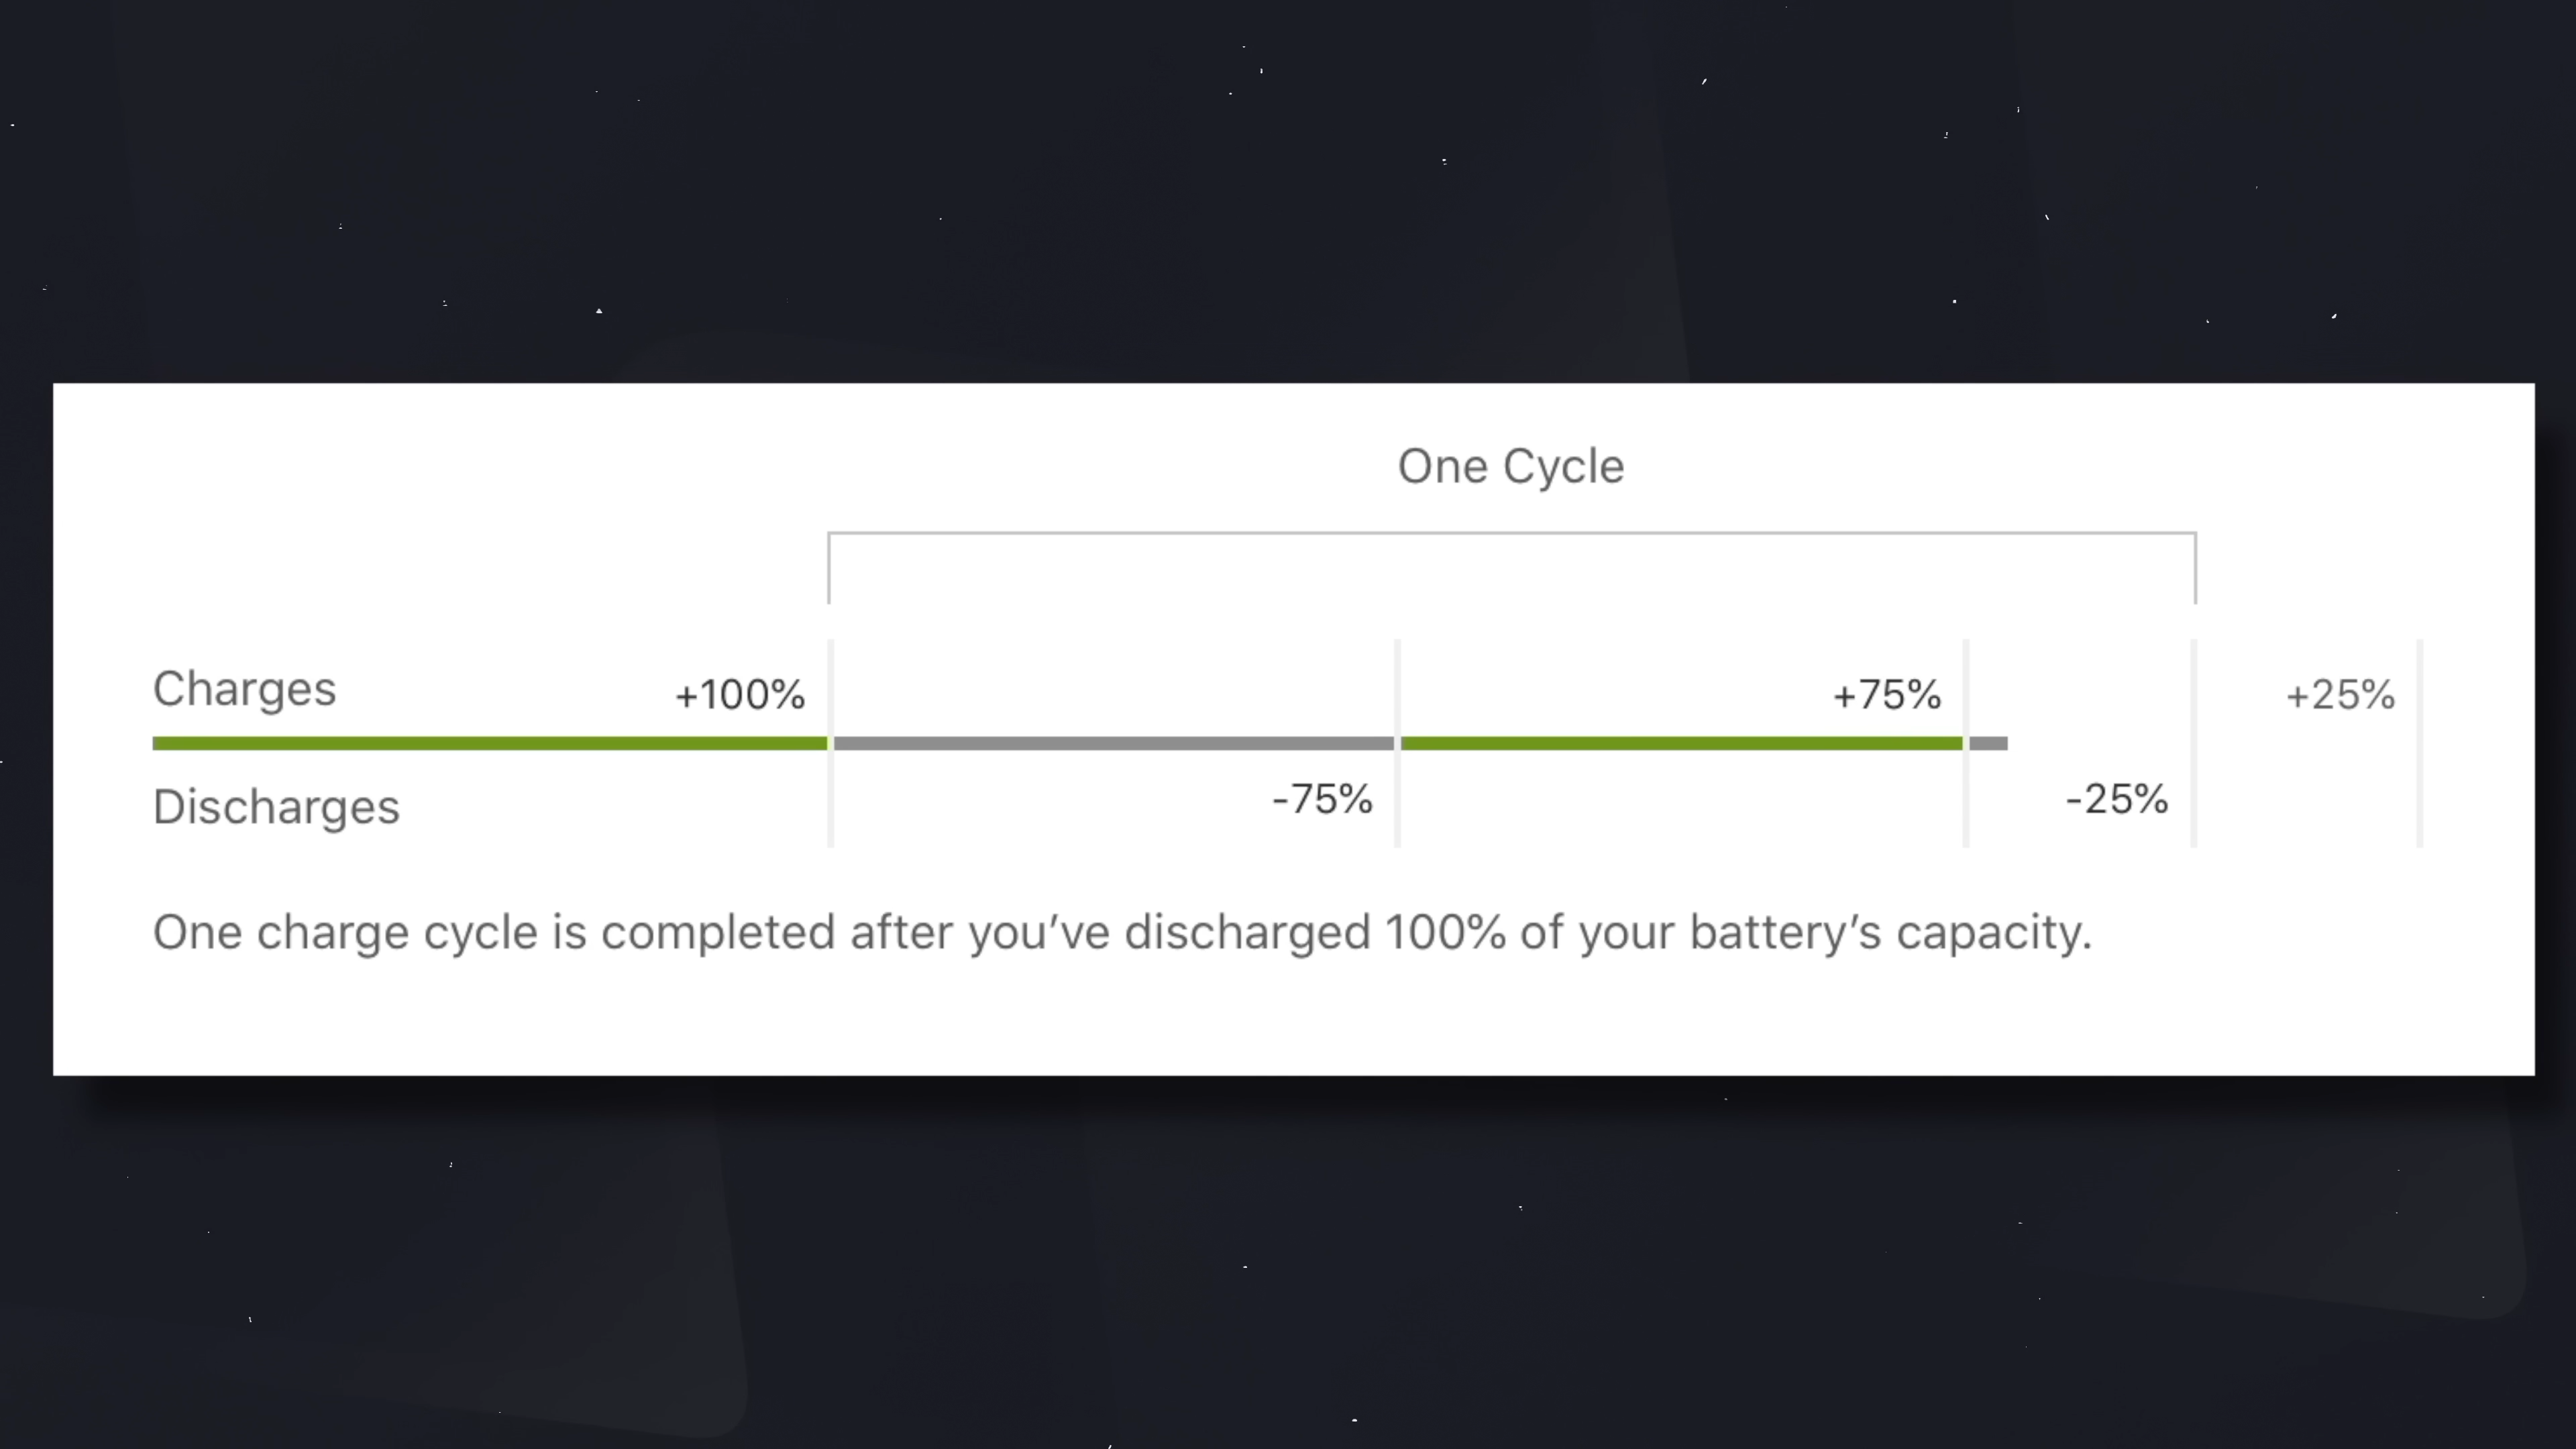 One Cycle
Charges +100% +75% +25%
Discharges -75% -25%
One charge cycle is completed after you’ve discharged 100% of your battery’s capacity.